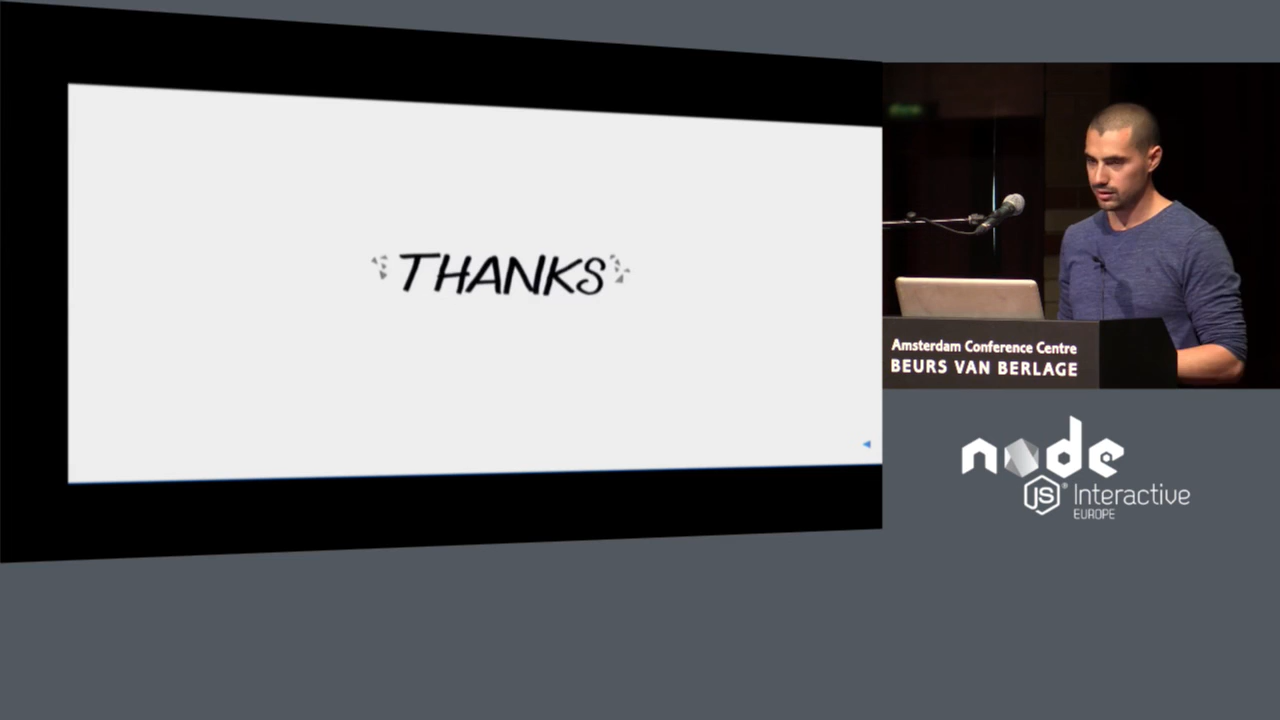 THANKS
Amsterdam Conference Centre
BEURS VAN BERLAGE
node
JS® Interactive
EUROPE